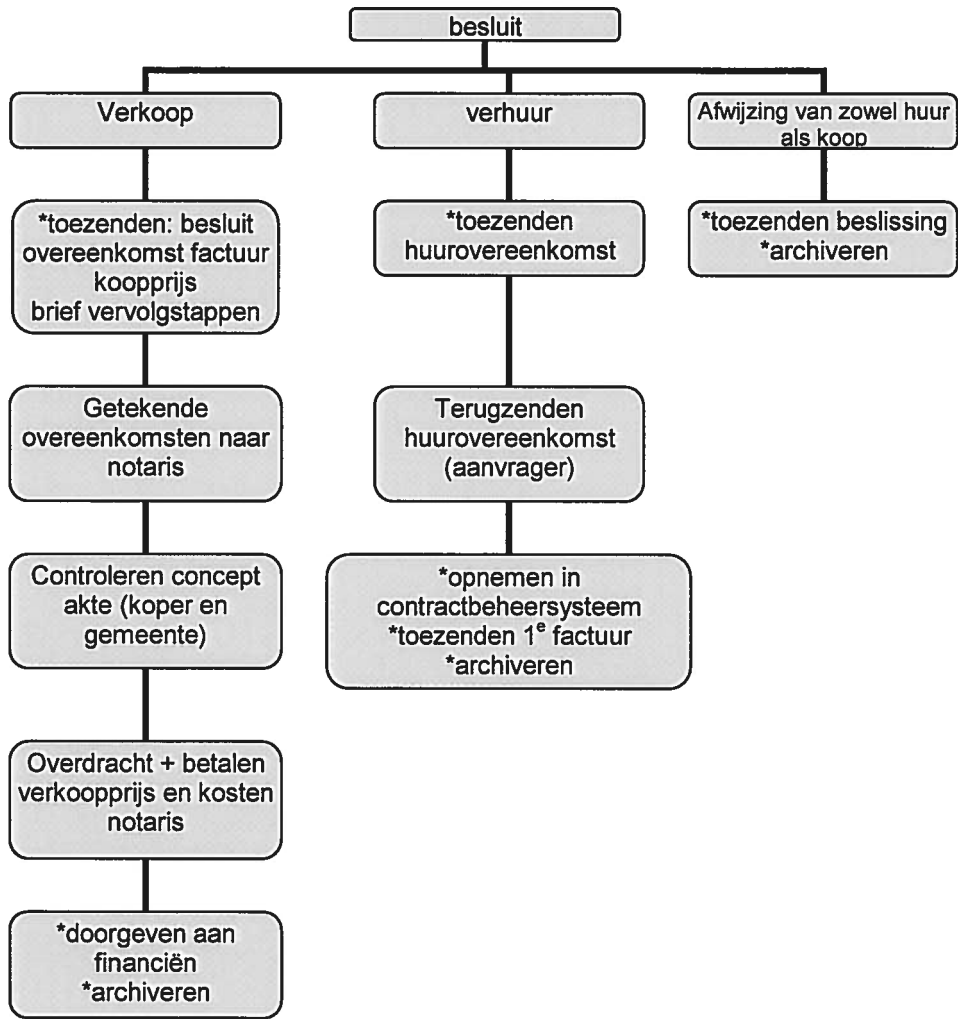 besluit
Verkoop
*toezenden: besluit
overeenkomst factuur
koopprijs
brief vervolgstappen
Getekende
overeenkomsten naar
notaris
Controleren concept
akte (koper en
gemeente)
Overdracht + betalen
verkoopprijs en kosten
notaris
*doorgeven aan
financiën
*archiveren
verhuur
*toezenden
huurovereenkomst
Terugzenden
huurovereenkomst
(aanvrager)
*opnemen in
contractbeheersysteem
*toezenden 1e factuur
*archiveren
Afwijzing van zowel huur
als koop
*toezenden beslissing
*archiveren